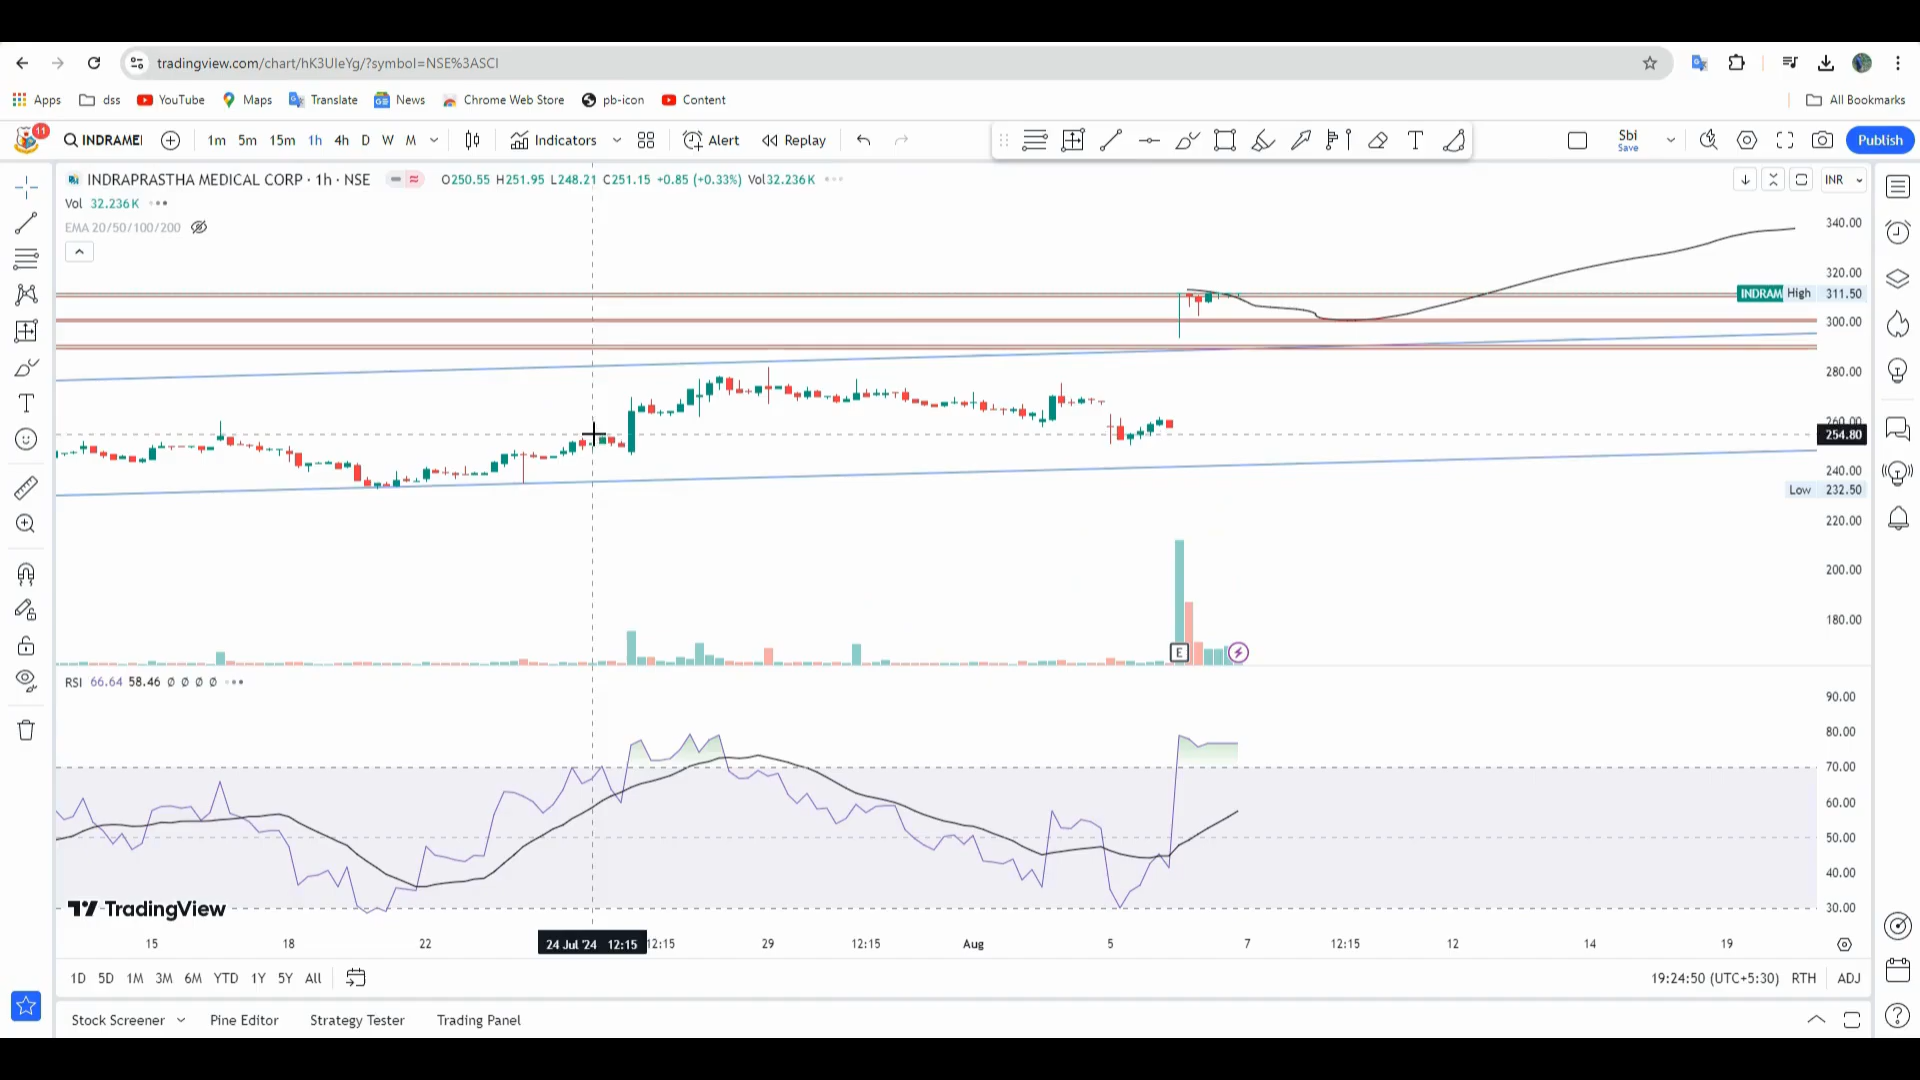 tradingview.com/chart/hK3UIeYg/?symbol=NSE%3ASCI
Apps dss YouTube Maps Translate News Chrome Web Store pb-icon Content All Bookmarks
11 INDRAMEI 1m 5m 15m 1h 4h D W M Indicators Alert Replay Sbi Save Publish
INDRAPRASTHA MEDICAL CORP · 1h · NSE O250.55 H251.95 L248.21 C251.15 +0.85 (+0.33%) Vol32.236K INR
Vol 32.236K
EMA 20/50/100/200
340.00
320.00
INDRAM High 311.50
300.00
280.00
260.00
254.80
240.00
Low 232.50
220.00
200.00
180.00
E
RSI 66.64 58.46 Ø Ø Ø Ø
90.00
80.00
70.00
60.00
50.00
40.00
30.00
TradingView
15 18 22 24 Jul '24 12:15 12:15 29 12:15 Aug 5 7 12:15 12 14 19
1D 5D 1M 3M 6M YTD 1Y 5Y All 19:24:50 (UTC+5:30) RTH ADJ
Stock Screener Pine Editor Strategy Tester Trading Panel